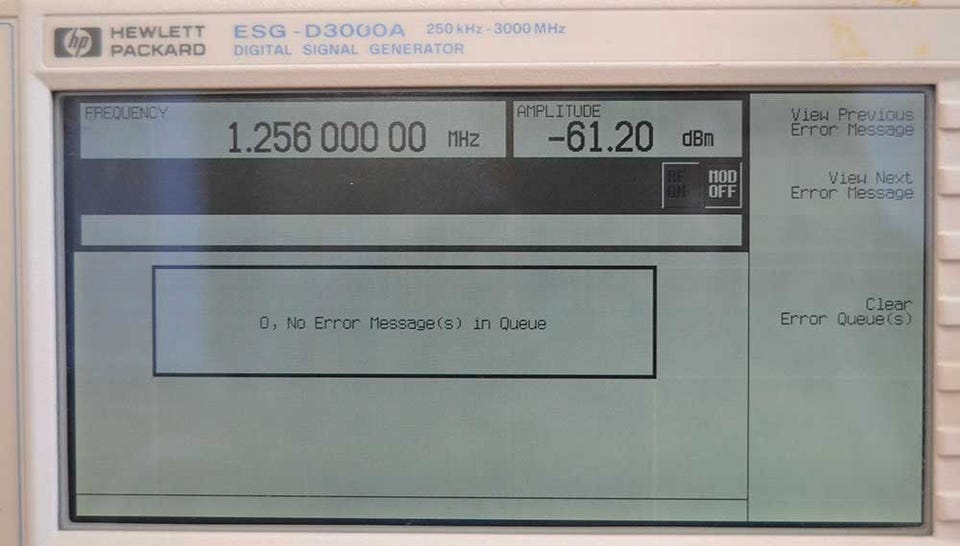 hp HEWLETT PACKARD
ESG-D3000A 250 kHz - 3000 MHz
DIGITAL SIGNAL GENERATOR
FREQUENCY
1.256 000 00 MHz
AMPLITUDE
-61.20 dBm
RF ON
MOD OFF
0, No Error Message(s) in Queue
View Previous
Error Message
View Next
Error Message
Clear
Error Queue(s)